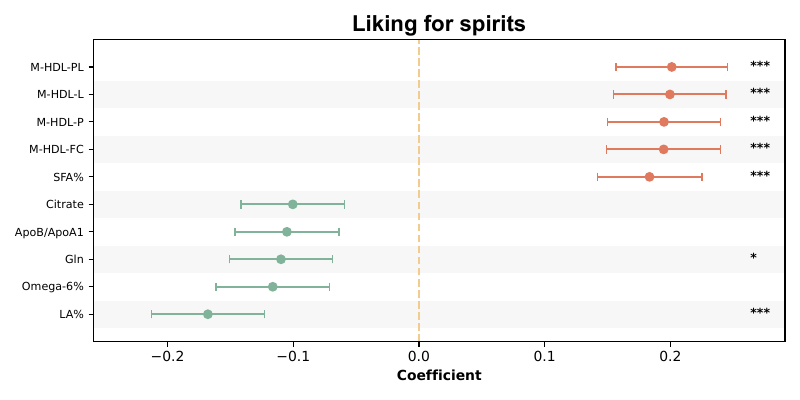 Liking for spirits
M-HDL-PL ***
M-HDL-L ***
M-HDL-P ***
M-HDL-FC ***
SFA% ***
Citrate
ApoB/ApoA1
Gln *
Omega-6%
LA% ***
−0.2 −0.1 0.0 0.1 0.2
Coefficient